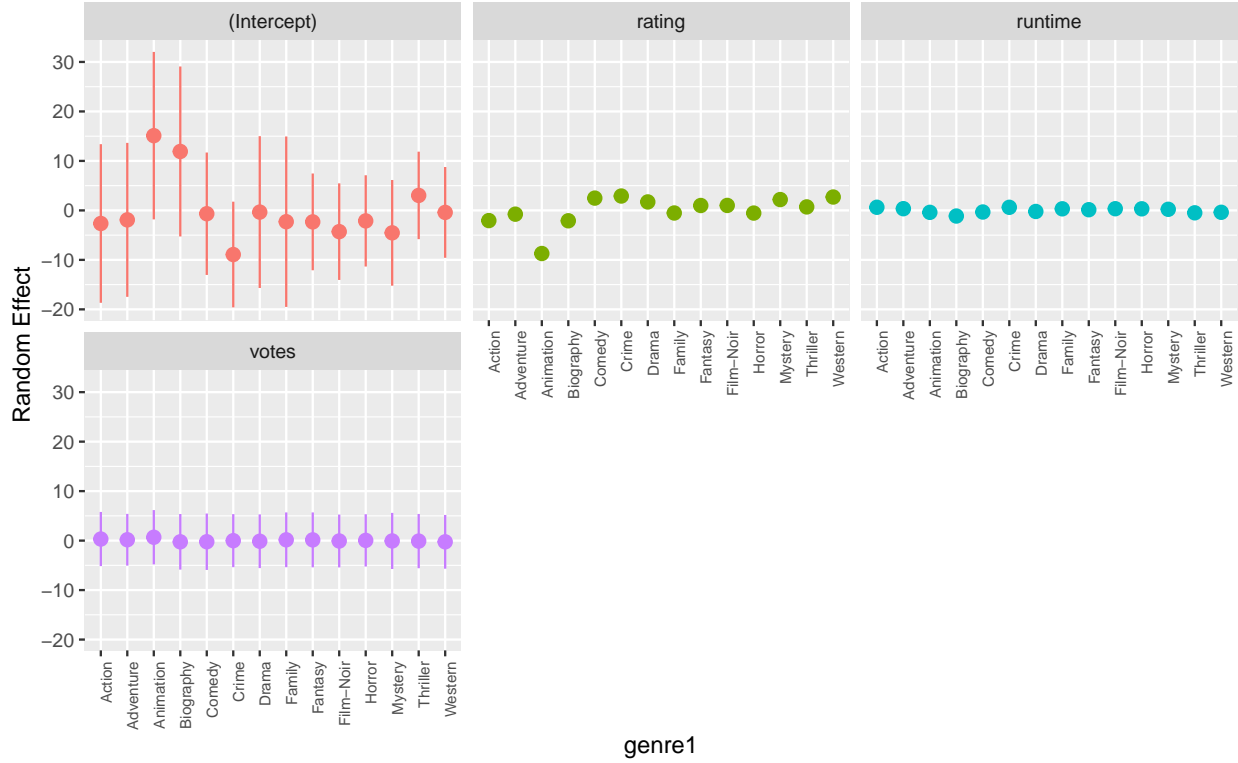 (Intercept)
rating
runtime
30
20
10
0
−10
−20
Action
Adventure
Animation
Biography
Comedy
Crime
Drama
Family
Fantasy
Film−Noir
Horror
Mystery
Thriller
Western
Action
Adventure
Animation
Biography
Comedy
Crime
Drama
Family
Fantasy
Film−Noir
Horror
Mystery
Thriller
Western
votes
30
20
10
0
−10
−20
Action
Adventure
Animation
Biography
Comedy
Crime
Drama
Family
Fantasy
Film−Noir
Horror
Mystery
Thriller
Western
Random Effect
genre1